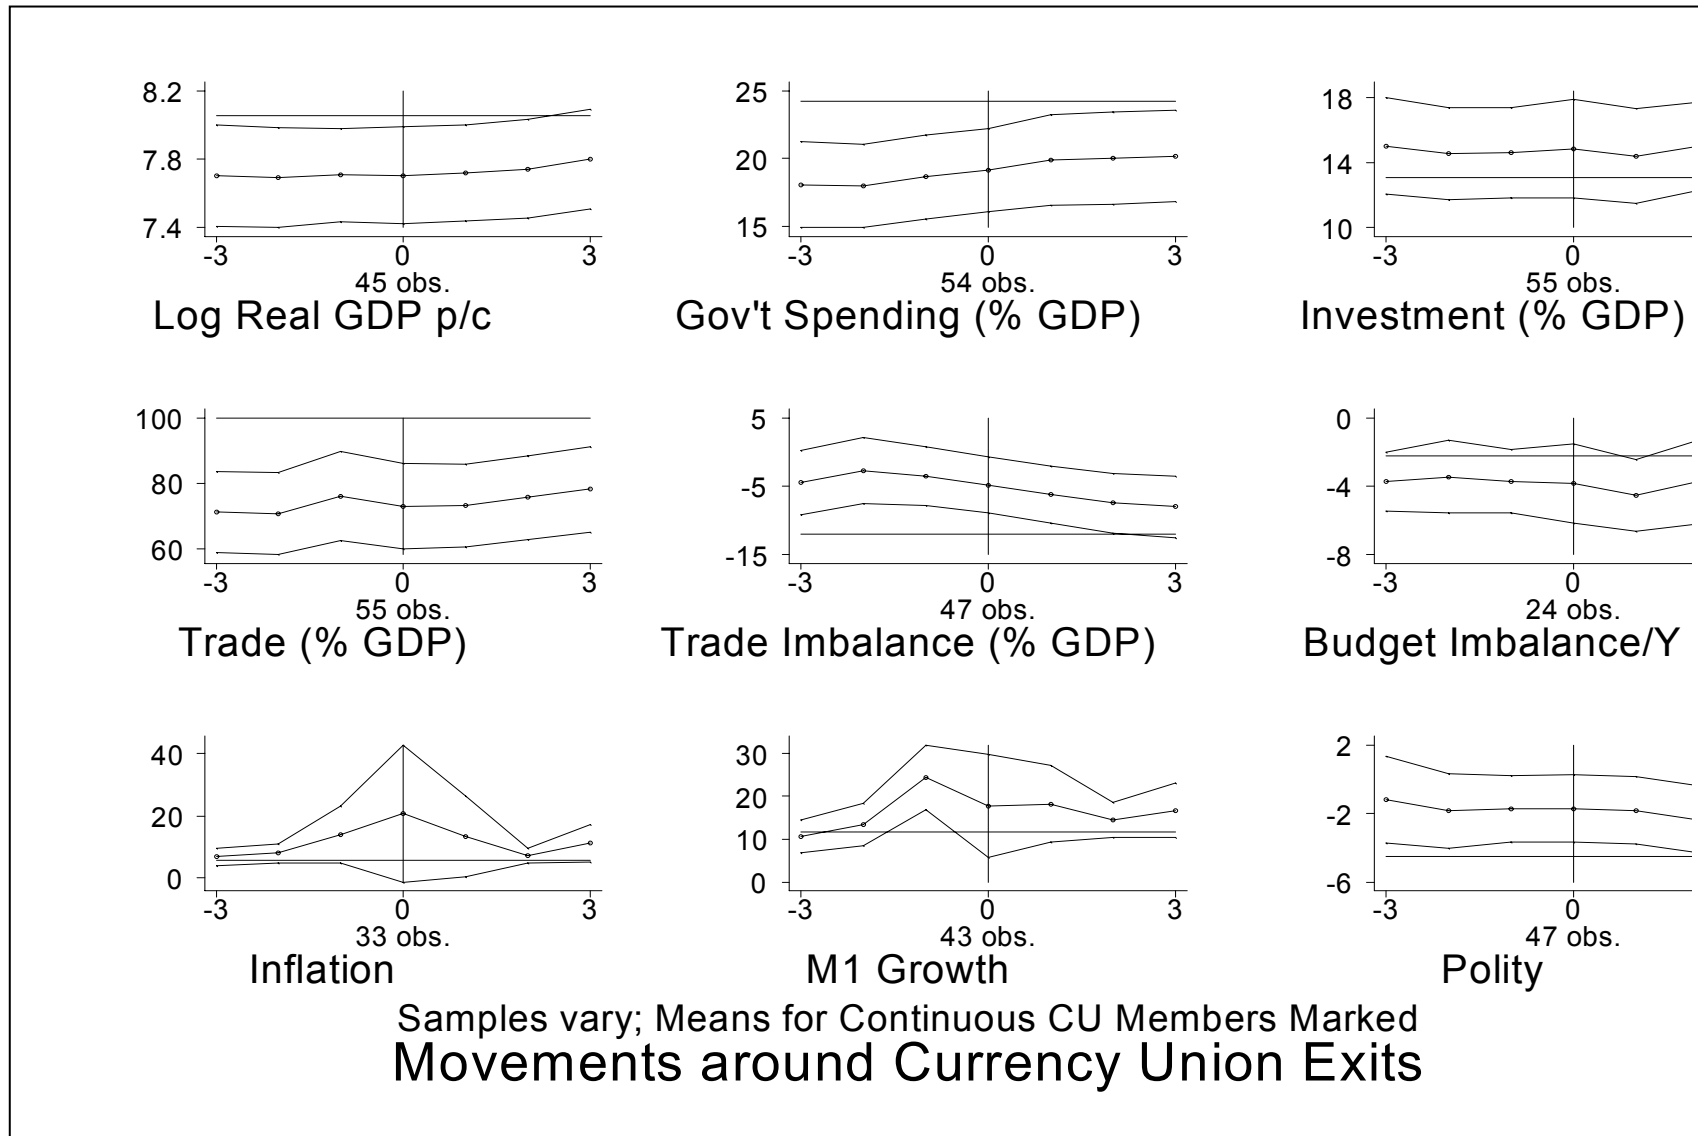 8.2
7.8
7.4
-3 0 3
45 obs.
Log Real GDP p/c
25
20
15
-3 0 3
54 obs.
Gov't Spending (% GDP)
18
14
10
-3 0
55 obs.
Investment (% GDP)
100
80
60
-3 0 3
55 obs.
Trade (% GDP)
5
-5
-15
-3 0 3
47 obs.
Trade Imbalance (% GDP)
0
-4
-8
-3 0
24 obs.
Budget Imbalance/Y
40
20
0
-3 0 3
33 obs.
Inflation
30
20
10
0
-3 0 3
43 obs.
M1 Growth
2
-2
-6
-3 0
47 obs.
Polity
Samples vary; Means for Continuous CU Members Marked
Movements around Currency Union Exits